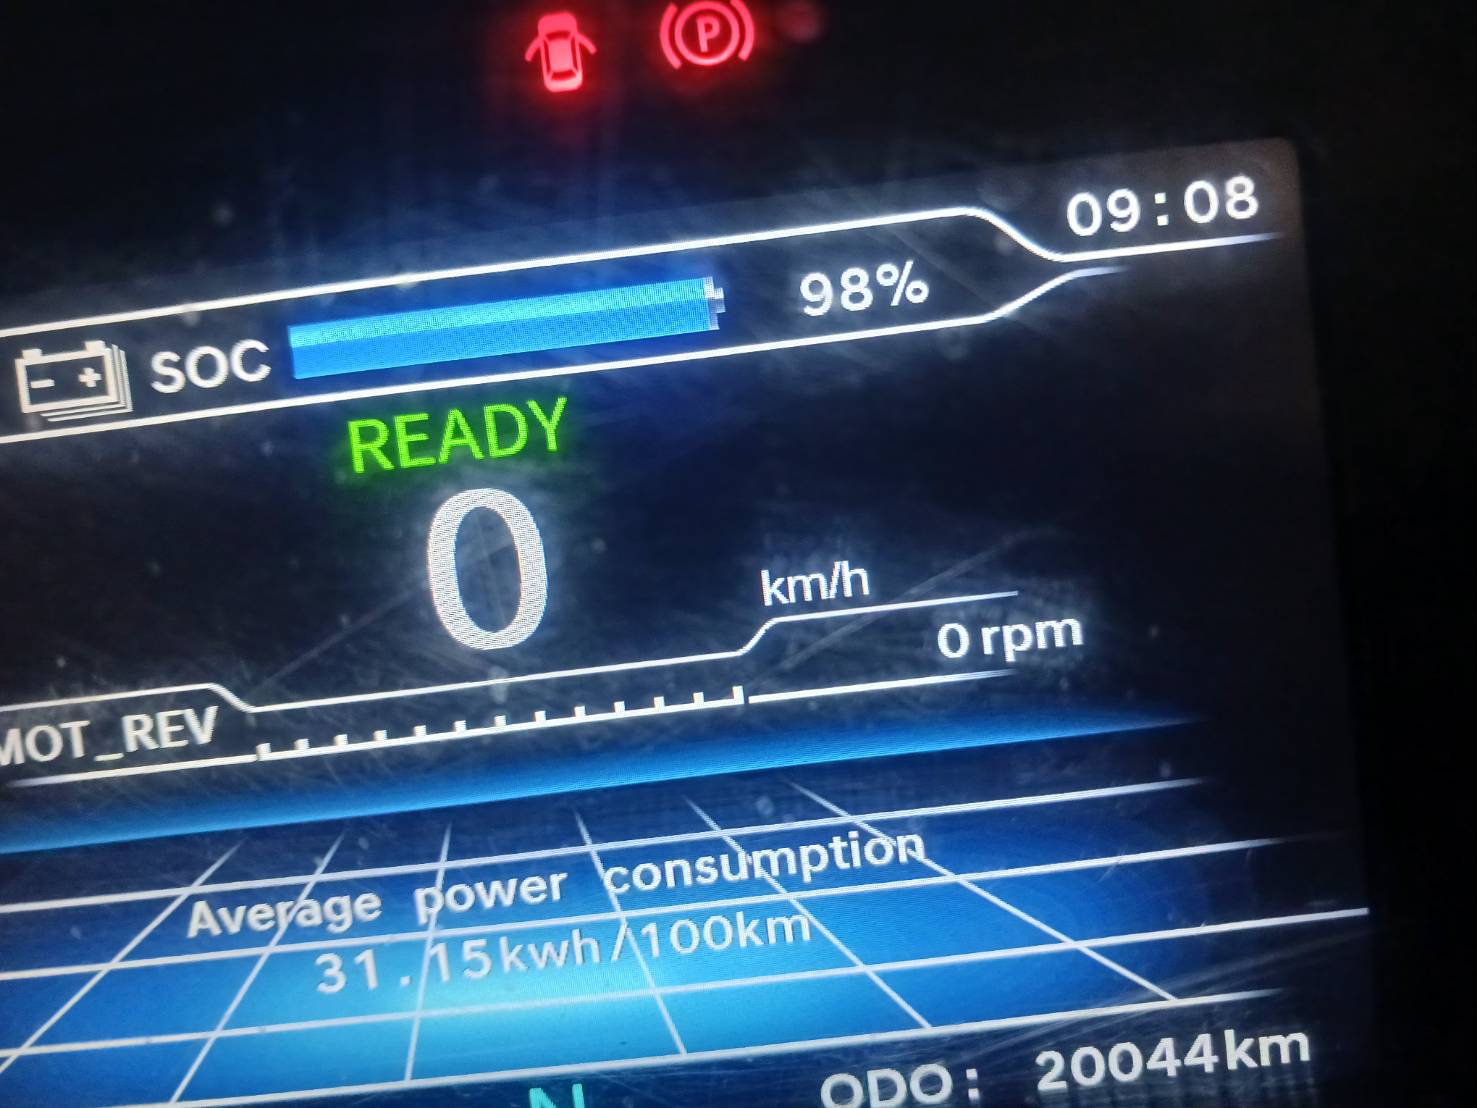 P
09:08
SOC 98%
READY
0
km/h
0 rpm
MOT_REV
Average power consumption
31.15kwh/100km
N
ODO: 20044km